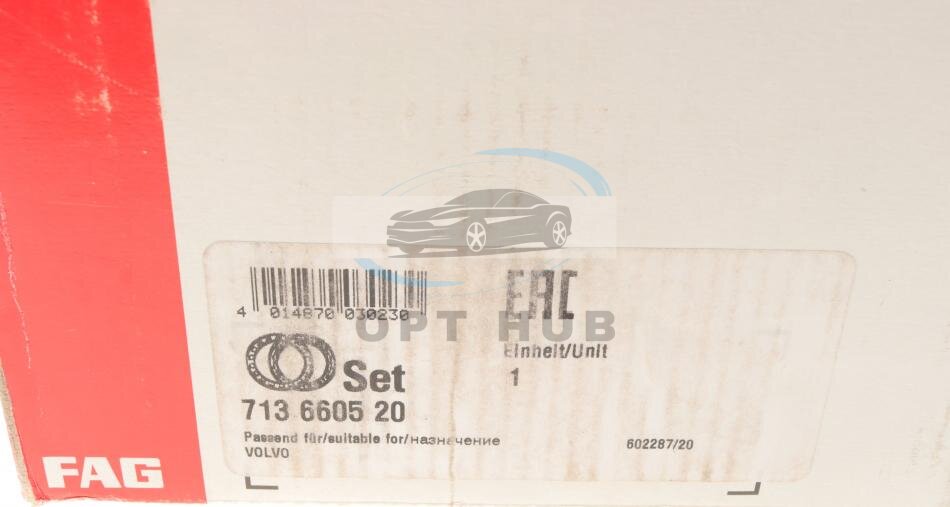 EAC
4 014870 030230
OPT HUB
Einheit/Unit
1
Set
713 6605 20
Passend für/suitable for/назначение
VOLVO
602287/20
FAG